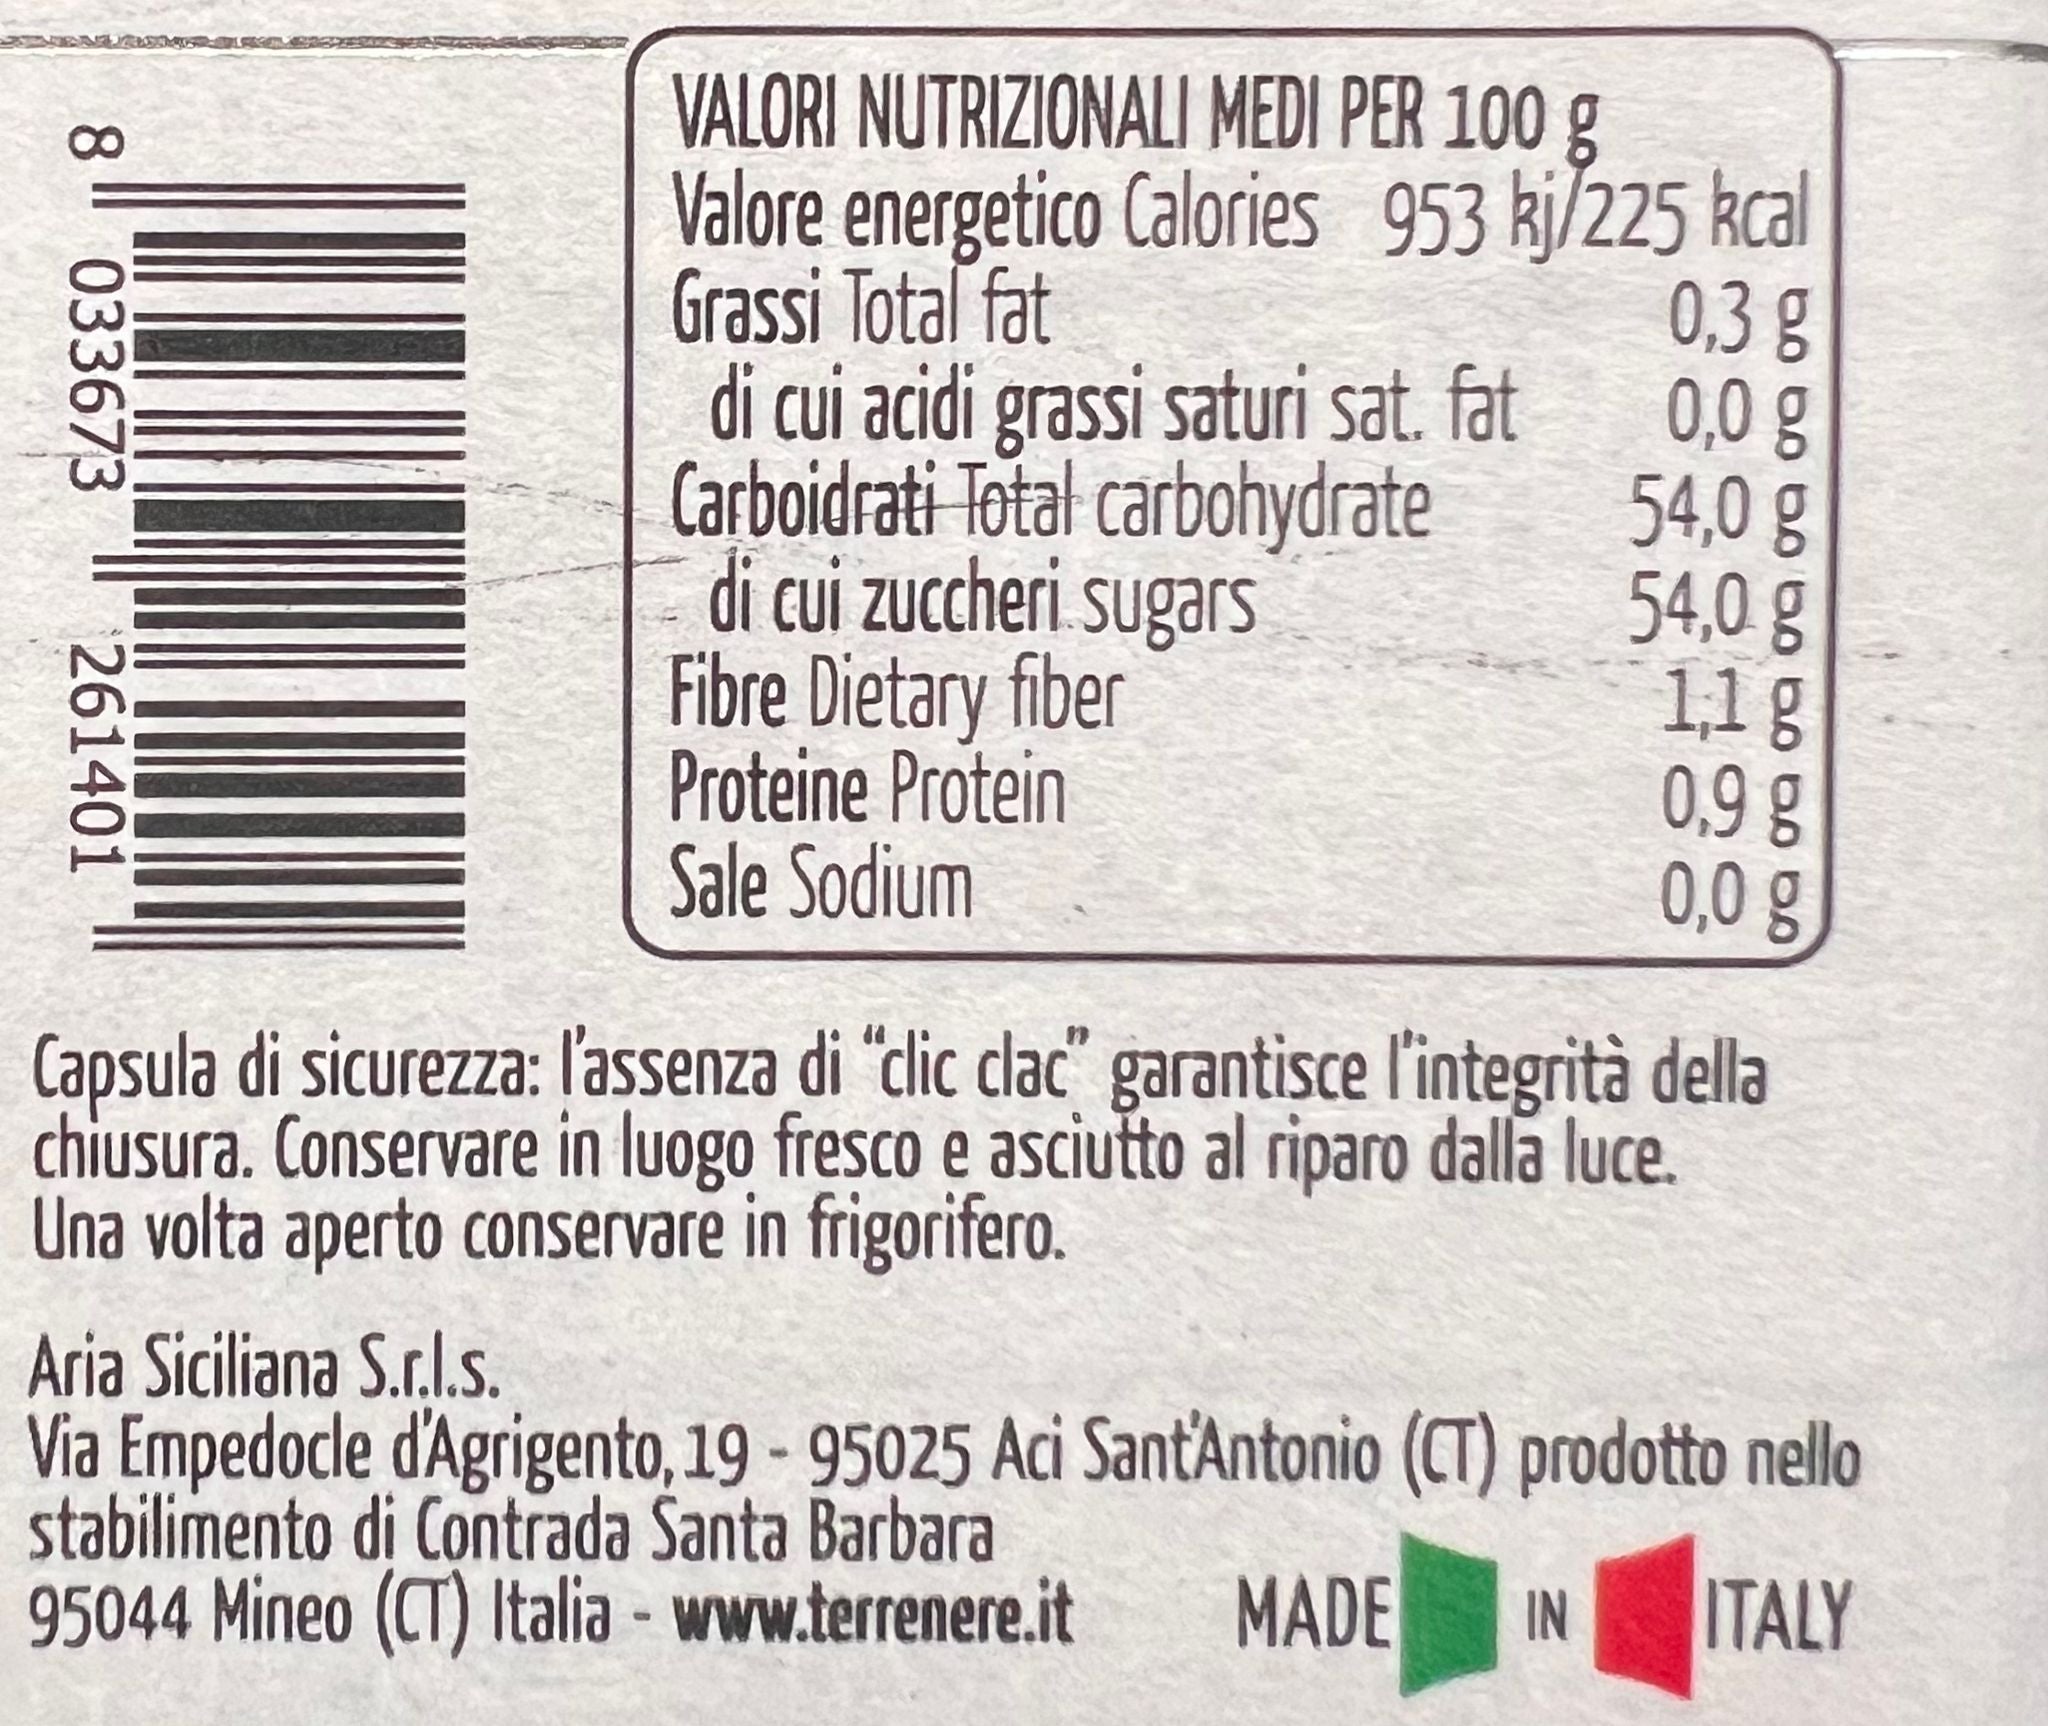 8 033673 261401
VALORI NUTRIZIONALI MEDI PER 100 g
Valore energetico Calories 953 kj/225 kcal
Grassi Total fat 0,3 g
di cui acidi grassi saturi sat. fat 0,0 g
Carboidrati Total carbohydrate 54,0 g
di cui zuccheri sugars 54,0 g
Fibre Dietary fiber 1,1 g
Proteine Protein 0,9 g
Sale Sodium 0,0 g
Capsula di sicurezza: l'assenza di “clic clac” garantisce l'integrità della
chiusura. Conservare in luogo fresco e asciutto al riparo dalla luce.
Una volta aperto conservare in frigorifero.
Aria Siciliana S.r.l.s.
Via Empedocle d'Agrigento, 19 - 95025 Aci Sant'Antonio (CT) prodotto nello
stabilimento di Contrada Santa Barbara
95044 Mineo (CT) Italia - www.terrenere.it
MADE IN ITALY